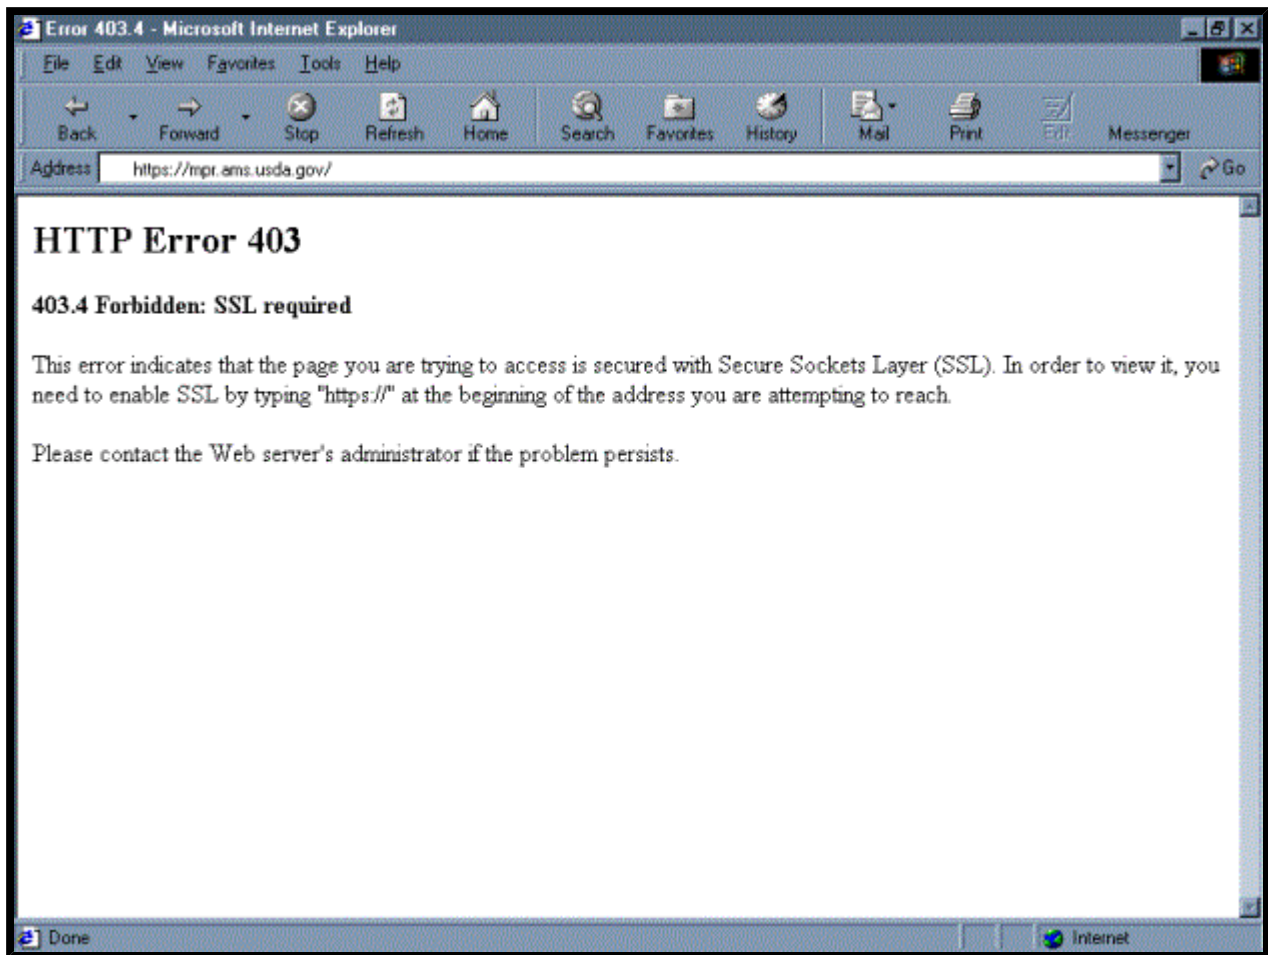 Error 403.4 - Microsoft Internet Explorer
File Edit View Favorites Tools Help
Back Forward Stop Refresh Home Search Favorites History Mail Print Edit Messenger
Address https://mpr.ams.usda.gov/ Go
HTTP Error 403
403.4 Forbidden: SSL required
This error indicates that the page you are trying to access is secured with Secure Sockets Layer (SSL). In order to view it, you
need to enable SSL by typing "https://" at the beginning of the address you are attempting to reach.
Please contact the Web server's administrator if the problem persists.
Done Internet